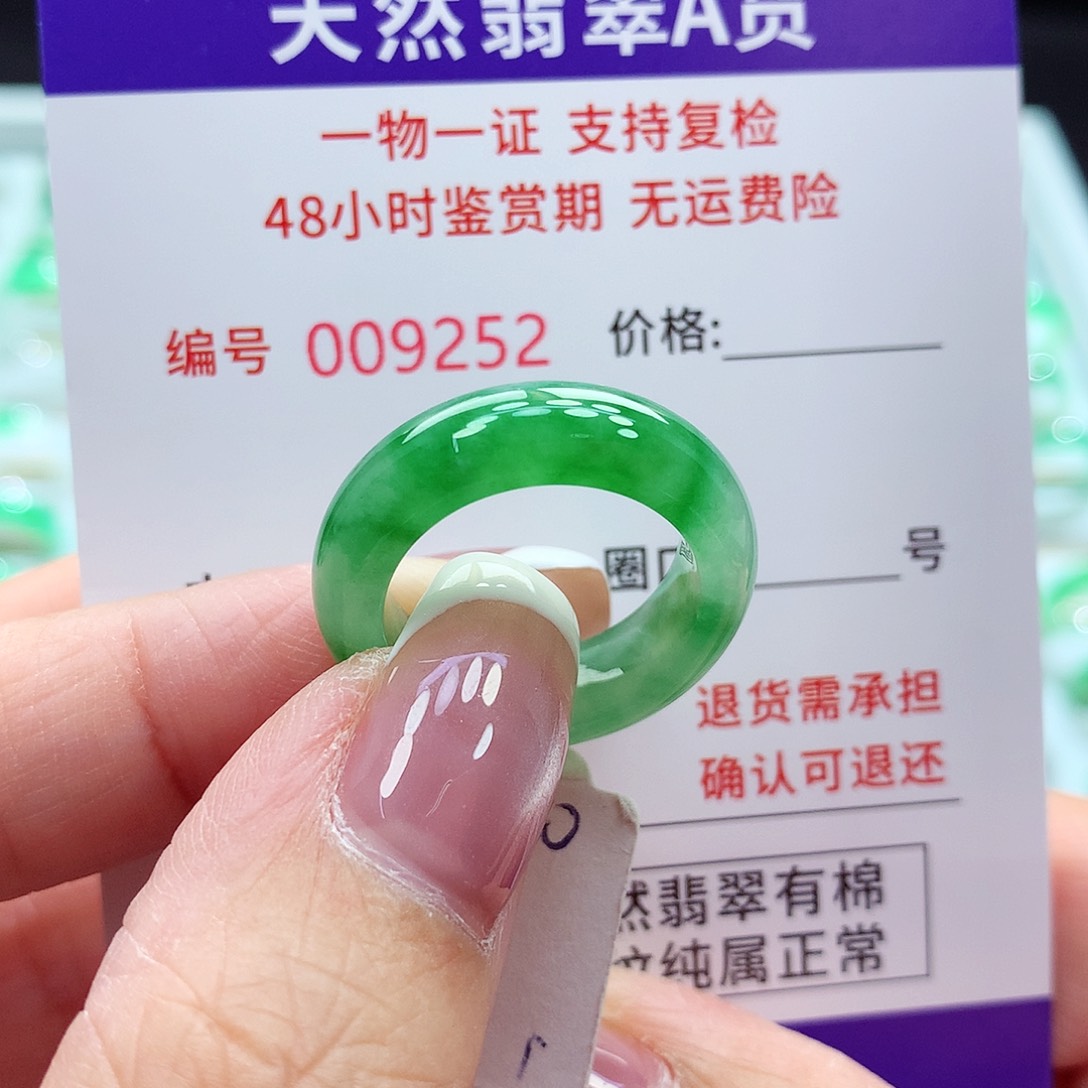 天然翡翠A货
一物一证 支持复检
48小时鉴赏期 无运费险
编号 009252 价格:
圈口 号
退货需承担
确认可退还
然翡翠有棉
纹纯属正常